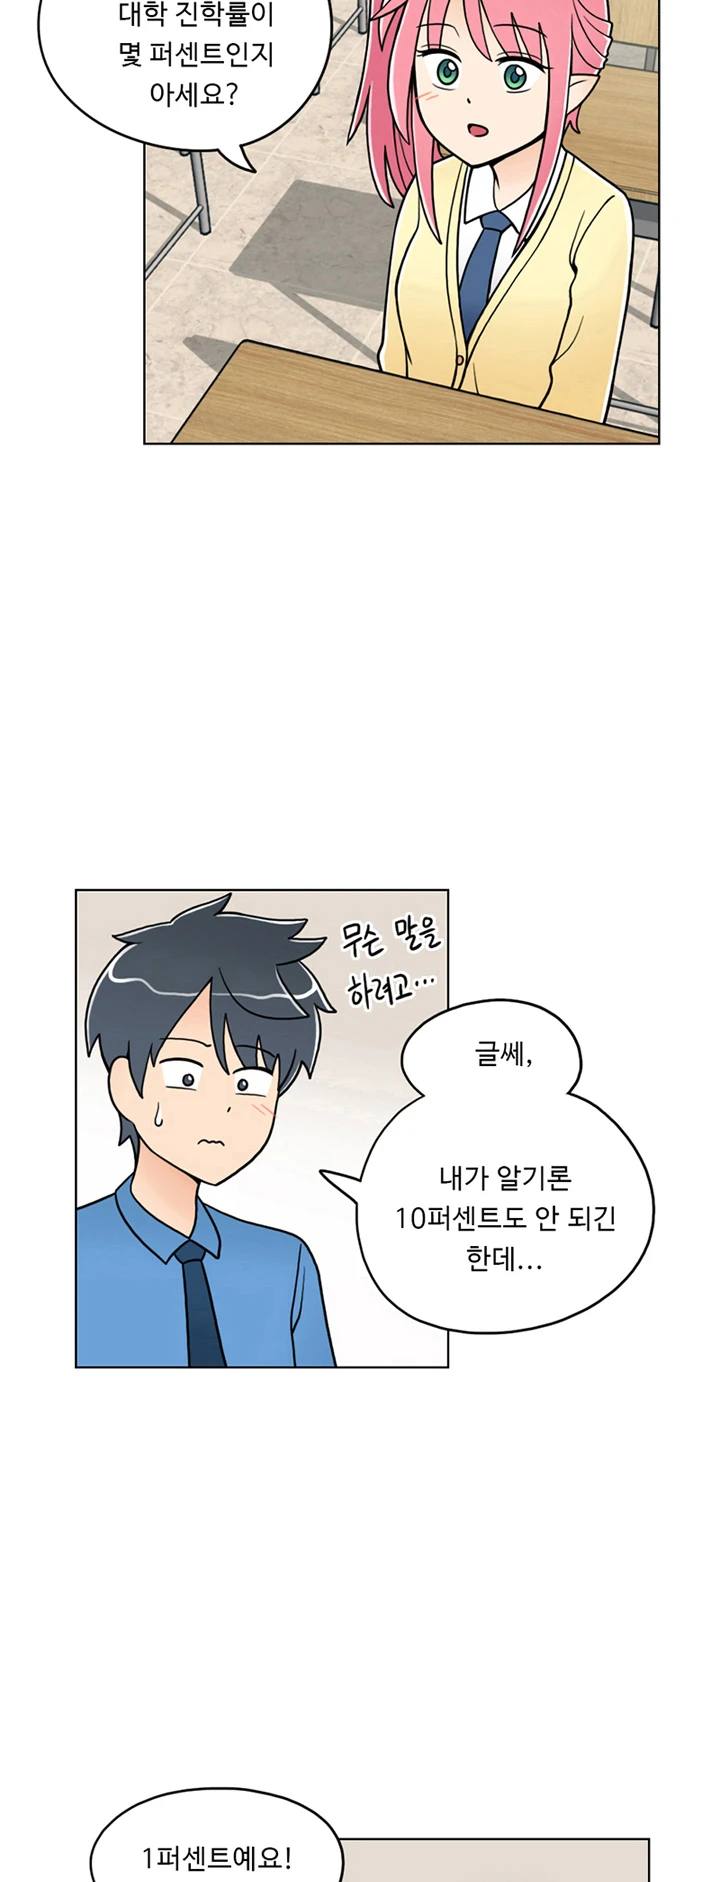 대학 진학률이
몇 퍼센트인지
아세요?
무슨 말을
하려고...
글쎄,
내가 알기론
10퍼센트도 안 되긴
한데...
1퍼센트예요!